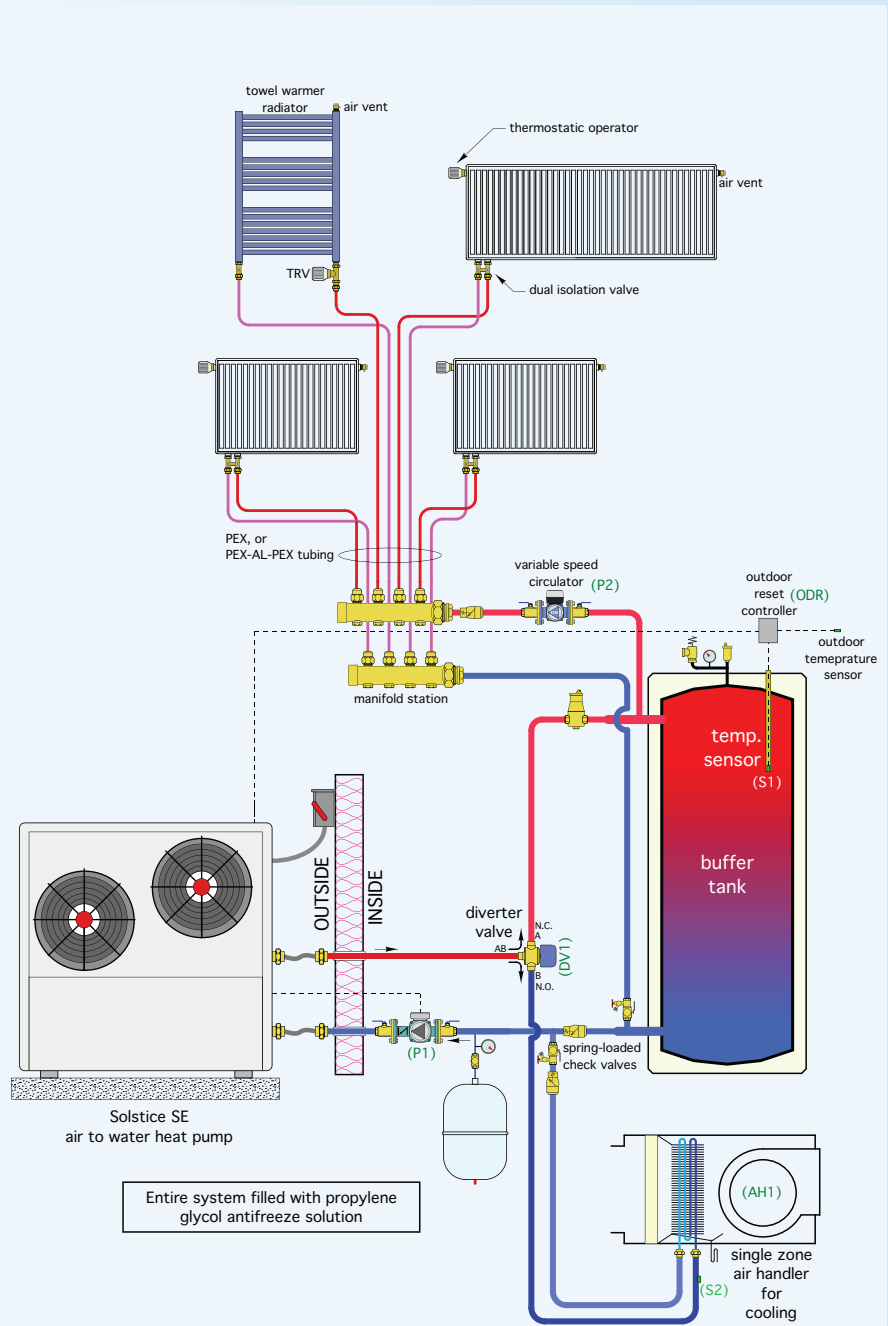 towel warmer
radiator
air vent
thermostatic operator
air vent
TRV
dual isolation valve
PEX, or
PEX-AL-PEX tubing
variable speed
circulator
(P2)
outdoor
reset
controller
(ODR)
outdoor
temeprature
sensor
manifold station
temp.
sensor
(S1)
buffer
tank
OUTSIDE
INSIDE
diverter
valve
N.C.
A
AB
B
N.O.
(DV1)
(P1)
spring-loaded
check valves
Solstice SE
air to water heat pump
Entire system filled with propylene
glycol antifreeze solution
(AH1)
(S2)
single zone
air handler
for
cooling